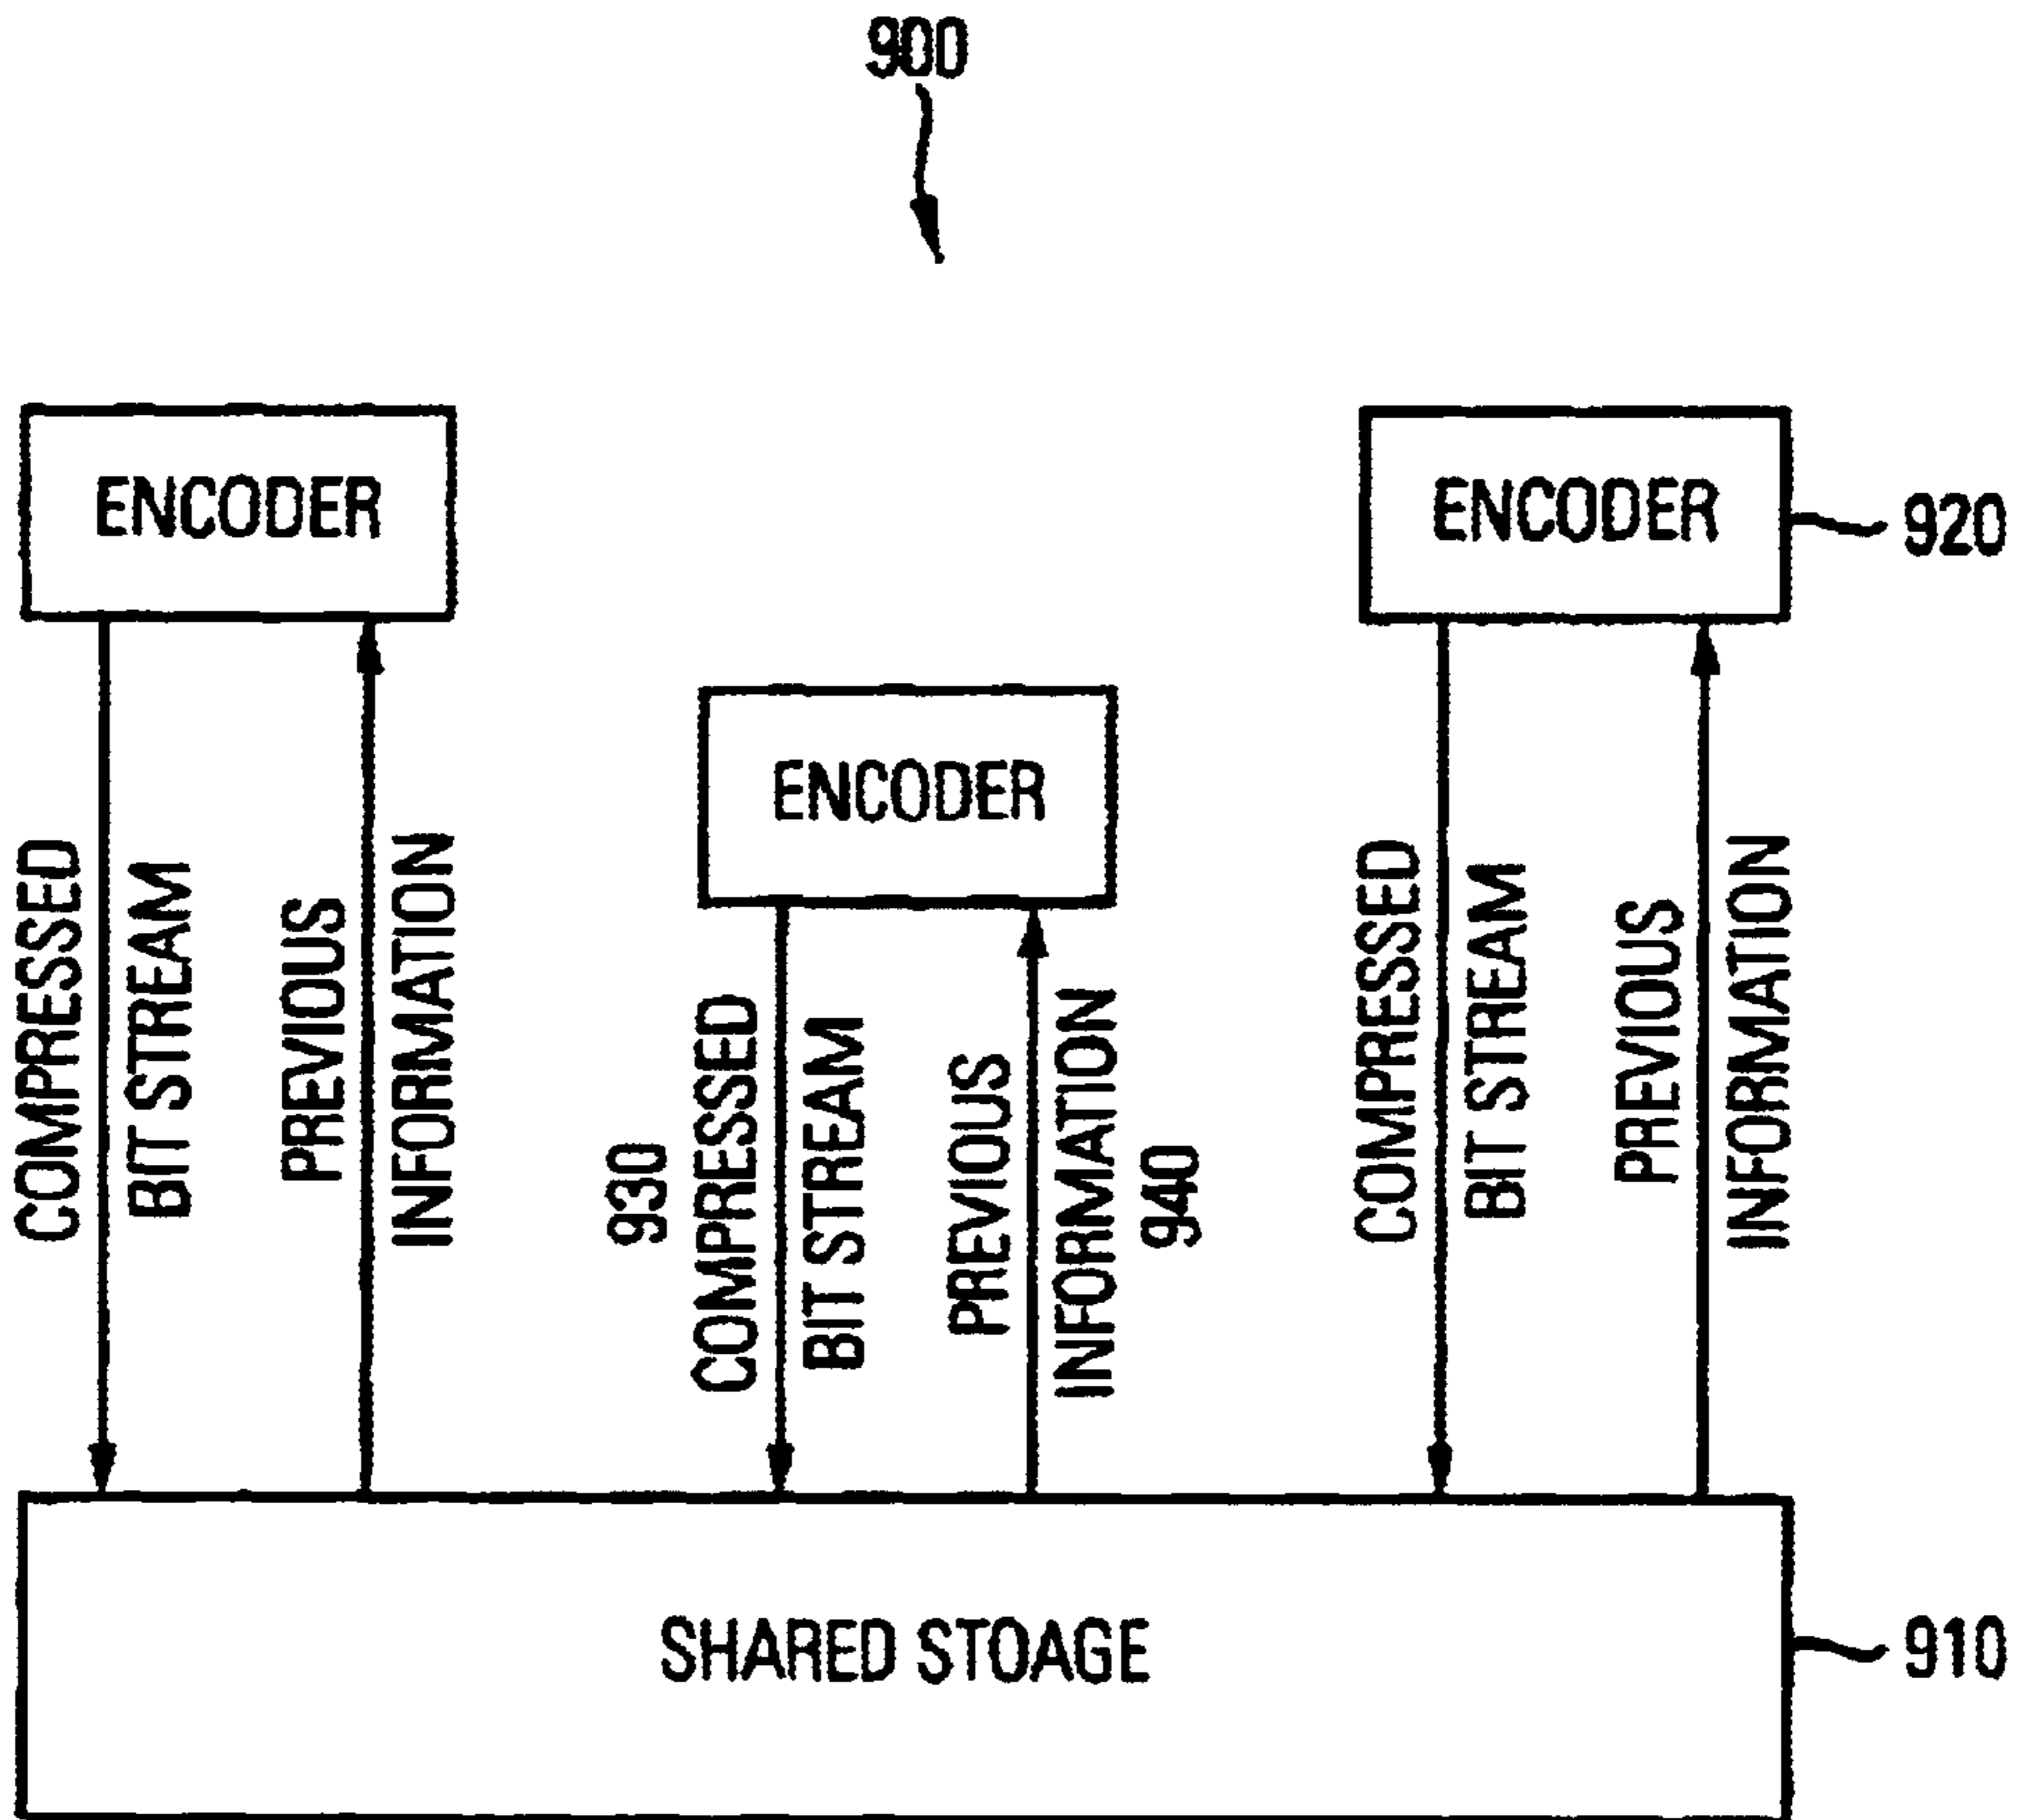 900
ENCODER
ENCODER
920
ENCODER
COMPRESSED
BIT STREAM
PREVIOUS
INFORMATION
930
COMPRESSED
BIT STREAM
PREVIOUS
INFORMATION
940
COMPRESSED
BIT STREAM
PREVIOUS
INFORMATION
SHARED STOAGE
910